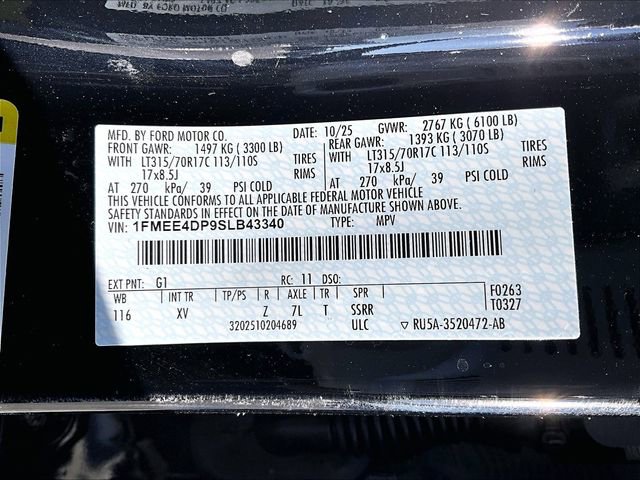 MFD. BY FORD MOTOR CO. DATE: 10/25 GVWR: 2767 KG ( 6100 LB)
FRONT GAWR: 1497 KG ( 3300 LB) REAR GAWR: 1393 KG ( 3070 LB)
WITH LT315/70R17C 113/110S TIRES WITH LT315/70R17C 113/110S TIRES
17x8.5J RIMS 17x8.5J RIMS
AT 270 kPa/ 39 PSI COLD AT 270 kPa/ 39 PSI COLD
THIS VEHICLE CONFORMS TO ALL APPLICABLE FEDERAL MOTOR VEHICLE
SAFETY STANDARDS IN EFFECT ON THE DATE OF MANUFACTURE SHOWN ABOVE.
VIN: 1FMEE4DP9SLB43340 TYPE: MPV
EXT PNT: G1 RC: 11 DSO:
WB INT TR TP/PS R AXLE TR SPR F0263
116 XV Z 7L T SSRR T0327
3202510204689 ULC ▽ RU5A-3520472-AB